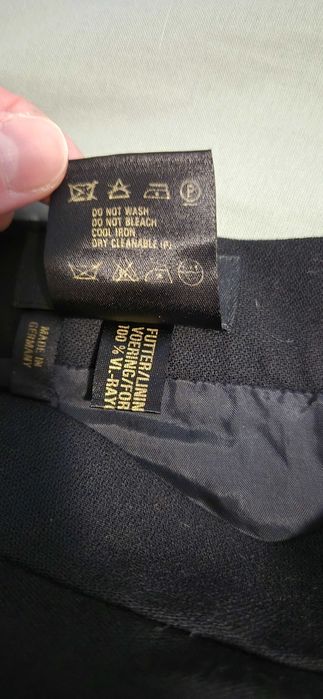 P
DO NOT WASH
DO NOT BLEACH
COOL IRON
DRY CLEANABLE (P)
FUTTER/LININ
VOERING/FOR
100 % VI.-RAY
MADE IN
GERMANY